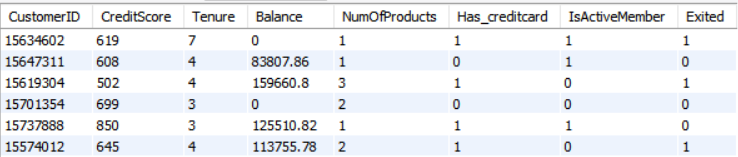 CustomerID CreditScore Tenure Balance NumOfProducts Has_creditcard IsActiveMember Exited
15634602 619 7 0 1 1 1 1
15647311 608 4 83807.86 1 0 1 0
15619304 502 4 159660.8 3 1 0 1
15701354 699 3 0 2 0 0 0
15737888 850 3 125510.82 1 1 1 0
15574012 645 4 113755.78 2 1 0 1